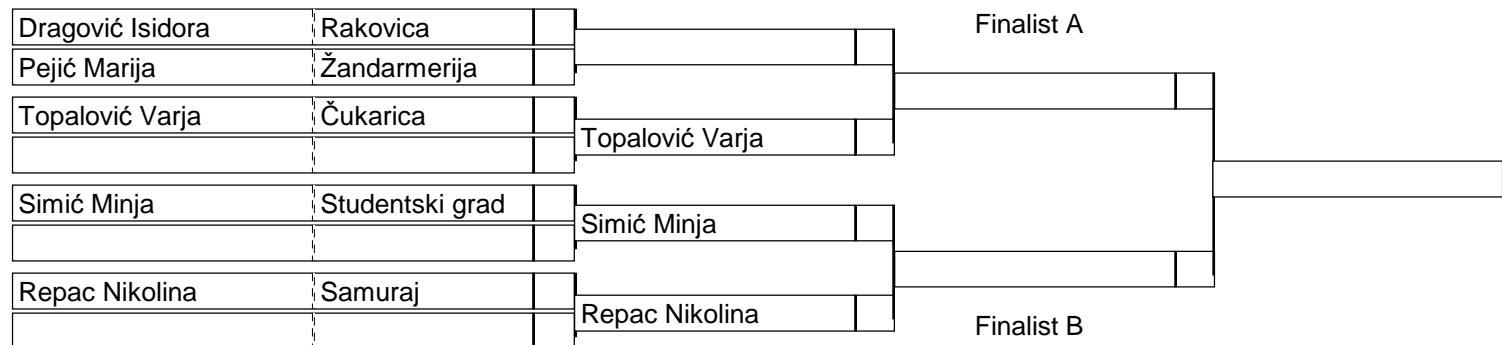 Dragović Isidora Rakovica
Finalist A
Pejić Marija Žandarmerija
Topalović Varja Čukarica
Topalović Varja
Simić Minja Studentski grad
Simić Minja
Repac Nikolina Samuraj
Repac Nikolina
Finalist B